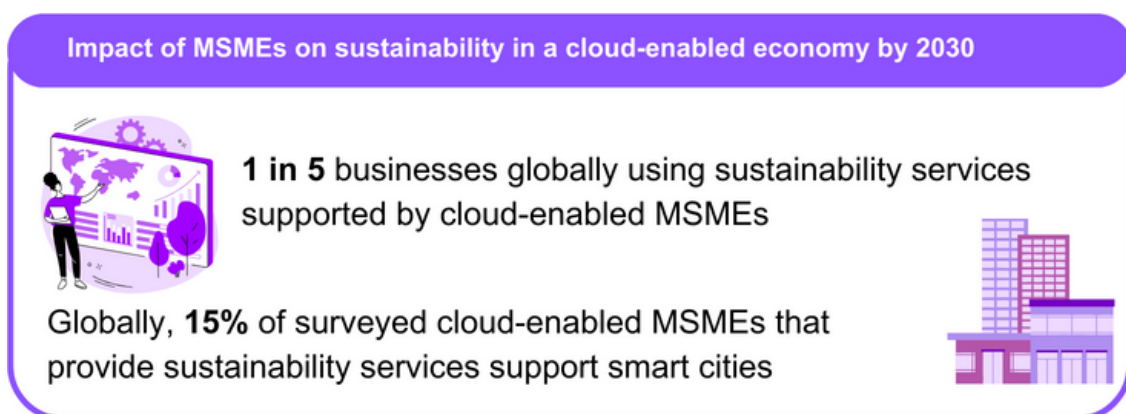 Impact of MSMEs on sustainability in a cloud-enabled economy by 2030
1 in 5 businesses globally using sustainability services
supported by cloud-enabled MSMEs
Globally, 15% of surveyed cloud-enabled MSMEs that
provide sustainability services support smart cities